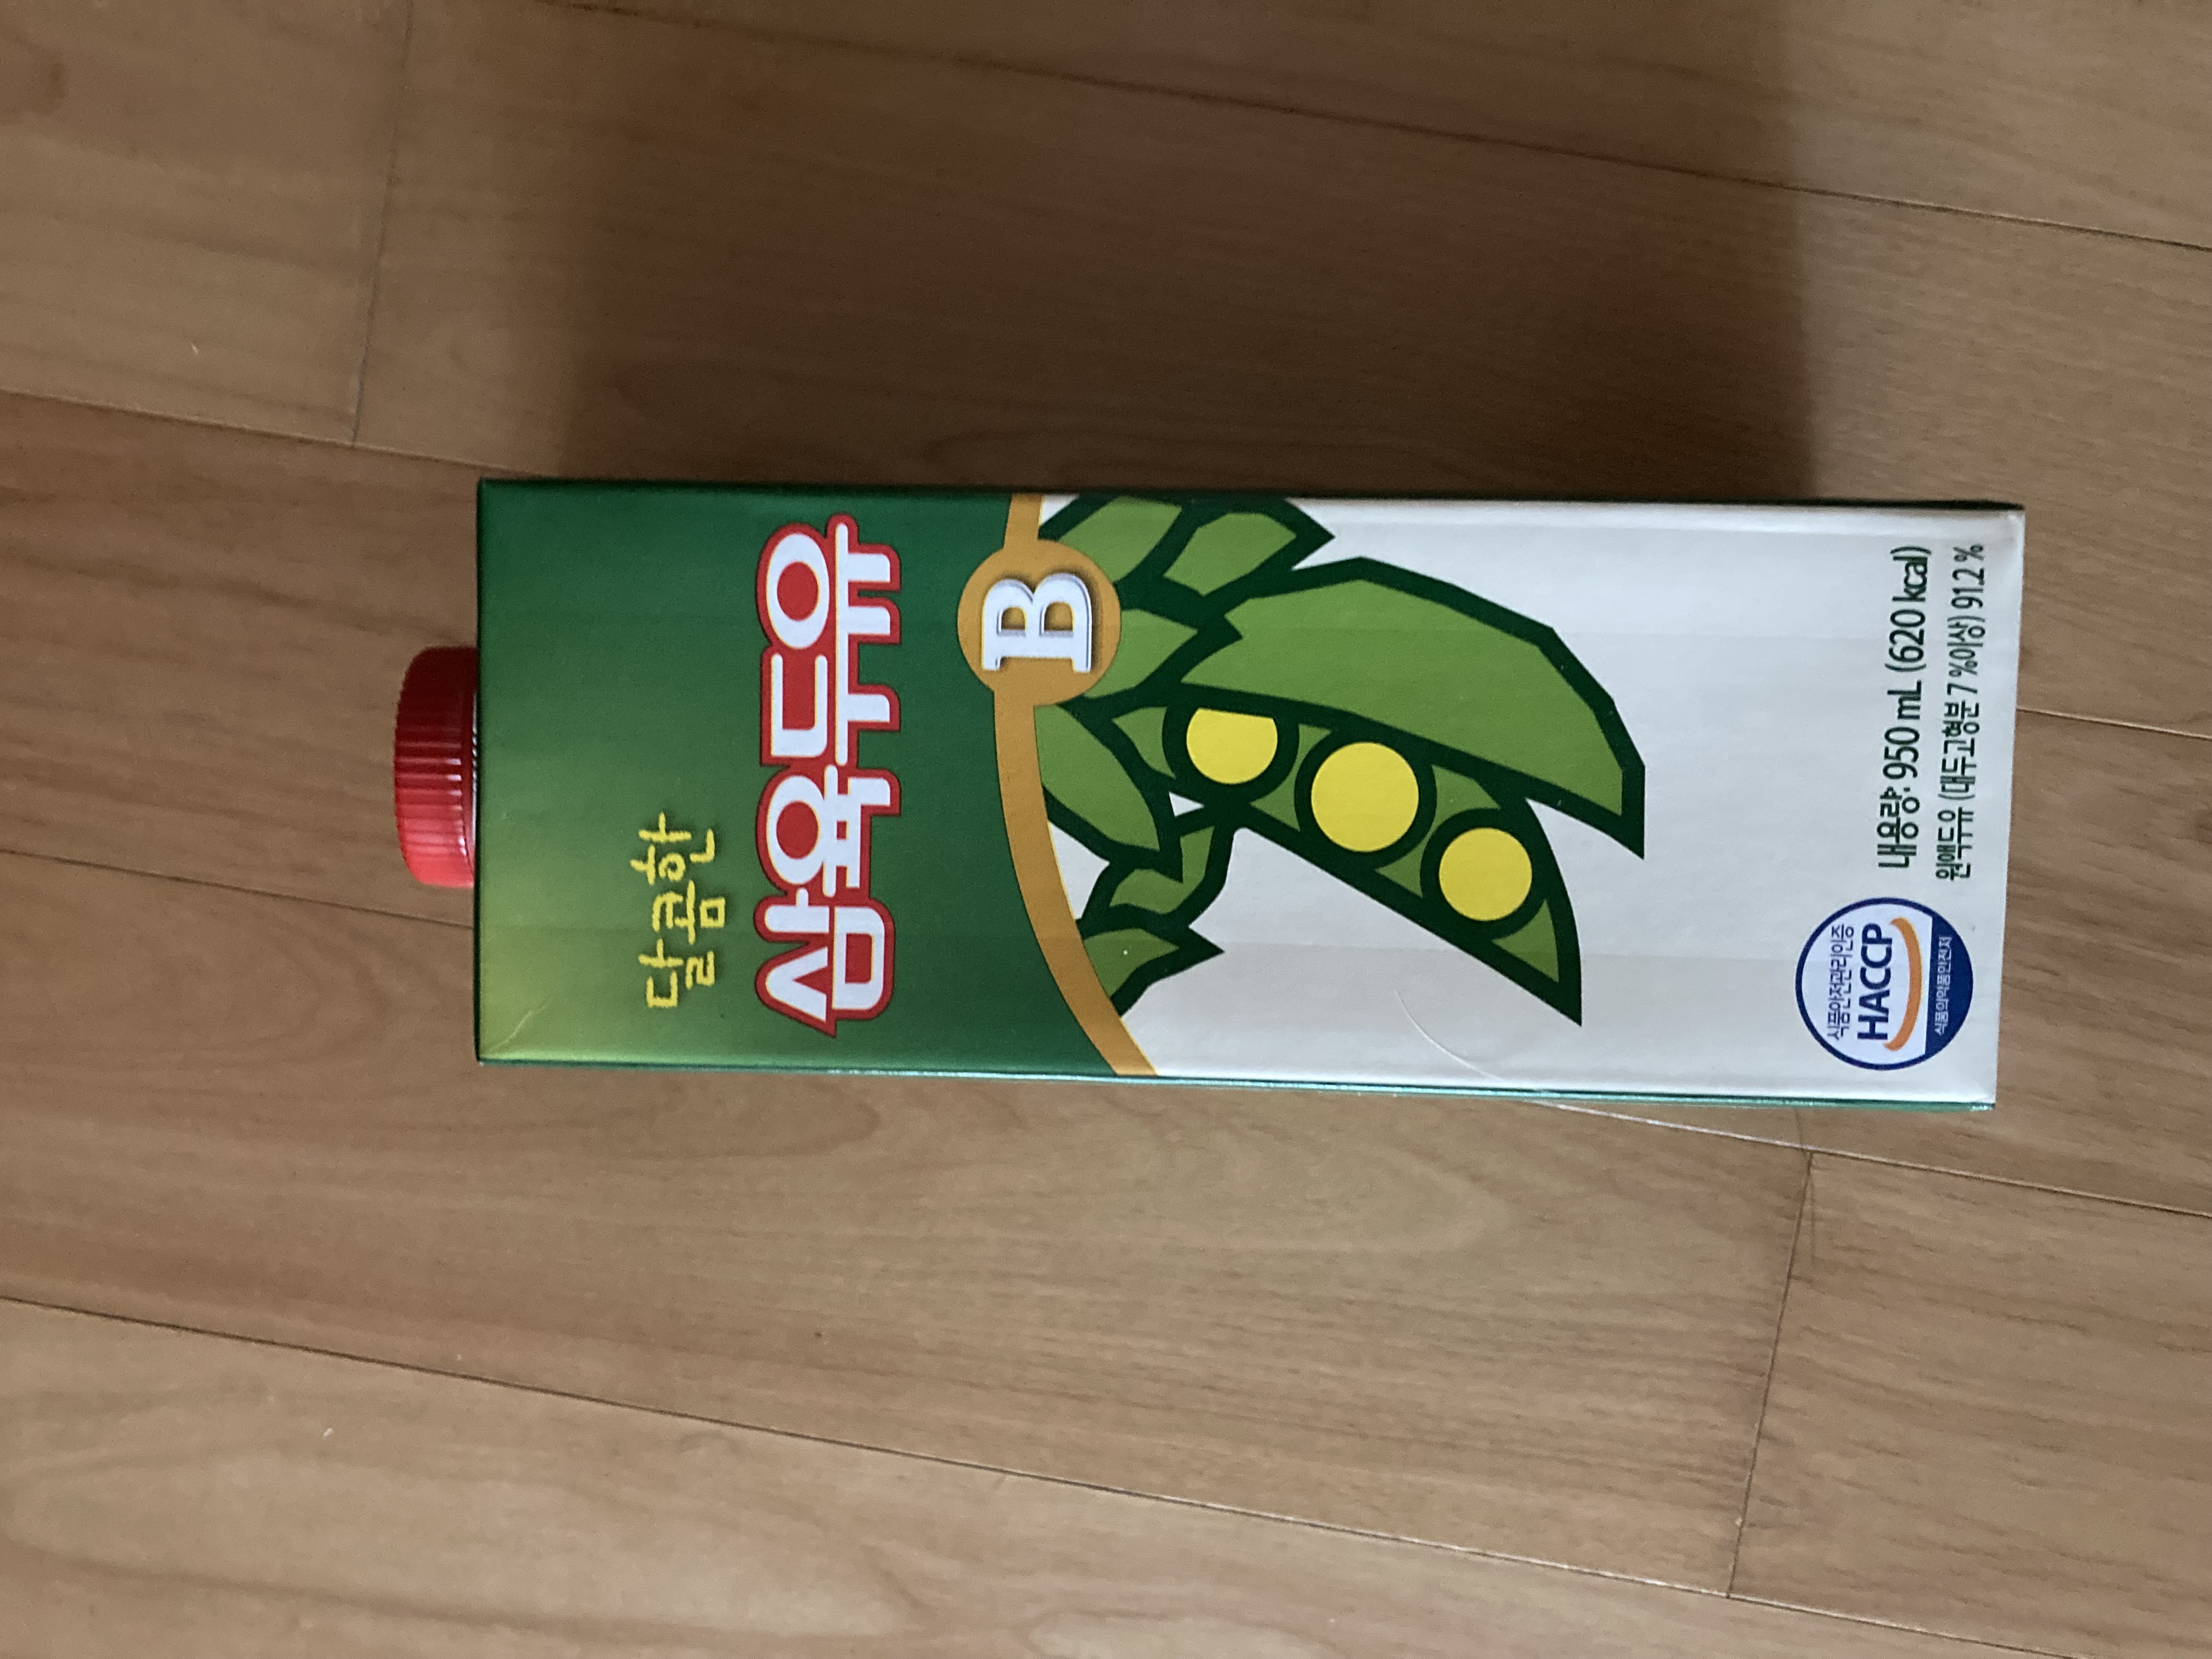 달콤한
삼육두유
B
식품안전관리인증
HACCP
식품의약품안전처
내용량: 950 mL (620 kcal)
원액두유 (대두고형분 7 %이상) 91.2 %